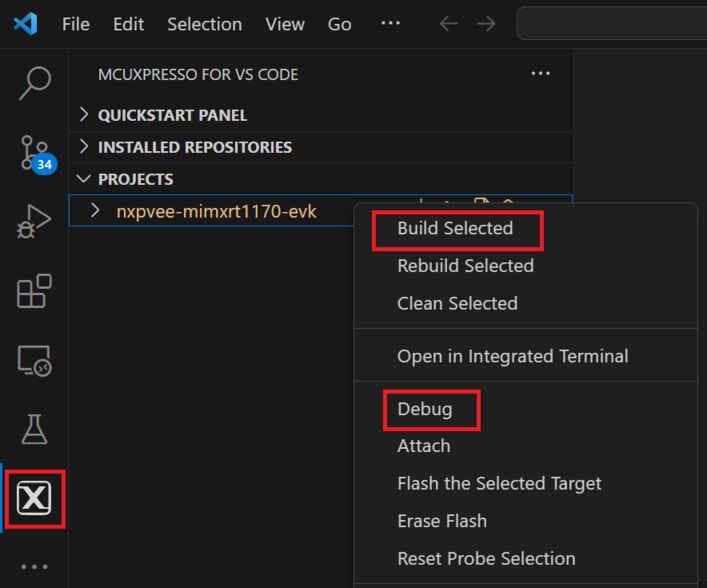 File Edit Selection View Go ···
MCUXPRESSO FOR VS CODE ···
QUICKSTART PANEL
INSTALLED REPOSITORIES
34
PROJECTS
nxpvee-mimxrt1170-evk
Build Selected
Rebuild Selected
Clean Selected
Open in Integrated Terminal
Debug
Attach
Flash the Selected Target
Erase Flash
Reset Probe Selection